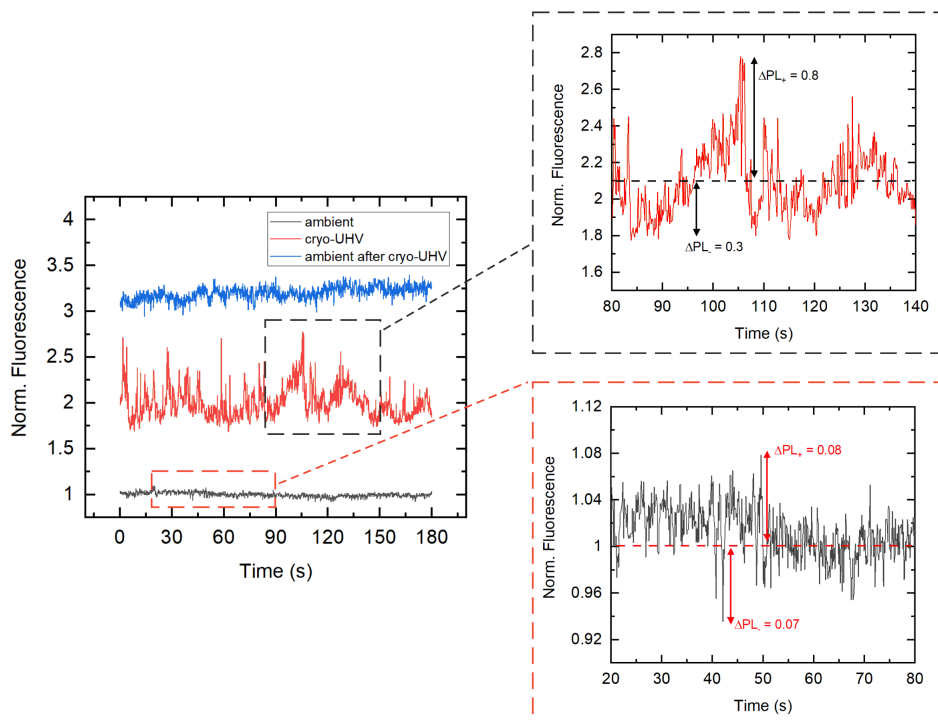 4
3.5
3
2.5
2
1.5
1
Norm. Fluorescence
ambient
cryo-UHV
ambient after cryo-UHV
0 30 60 90 120 150 180
Time (s)
2.8
2.6
2.4
2.2
2
1.8
1.6
Norm. Fluorescence
ΔPL₊ = 0.8
ΔPL₋ = 0.3
80 90 100 110 120 130 140
Time (s)
1.12
1.08
1.04
1
0.96
0.92
Norm. Fluorescence
ΔPL₊ = 0.08
ΔPL₋ = 0.07
20 30 40 50 60 70 80
Time (s)